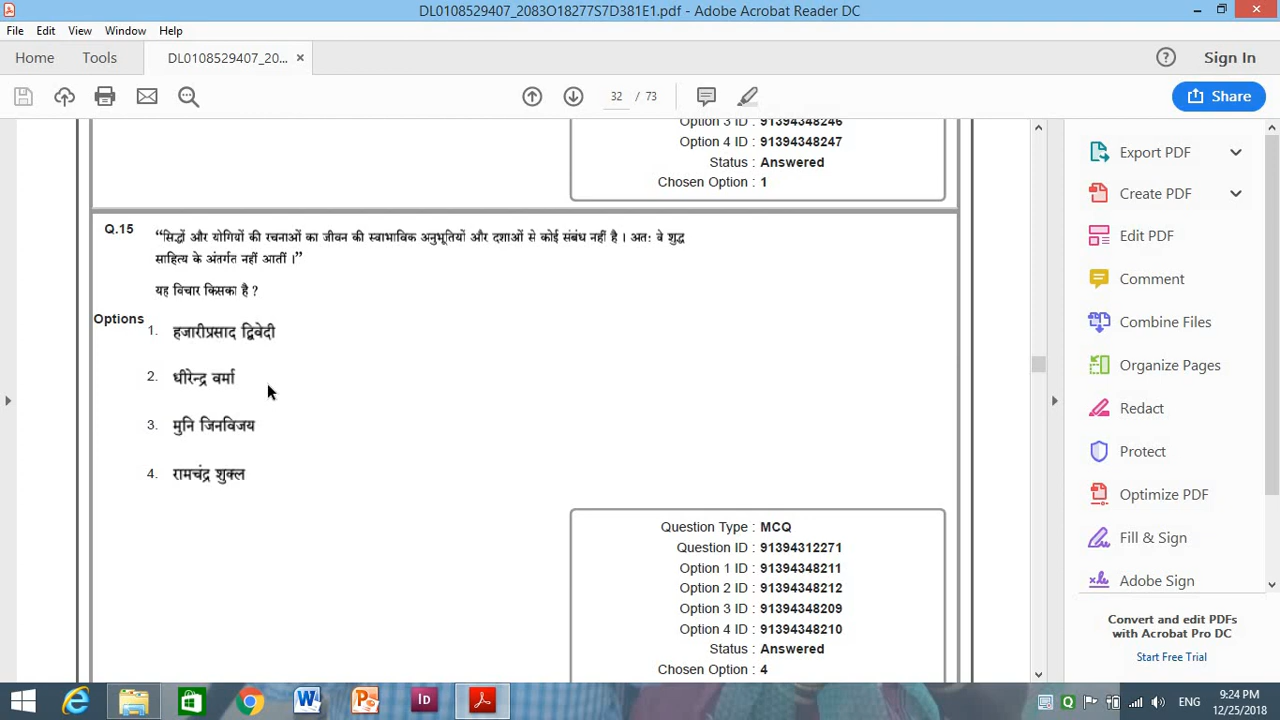 DL0108529407_2083O18277S7D381E1.pdf - Adobe Acrobat Reader DC
File Edit View Window Help
Home Tools DL0108529407_20... ×
? Sign In
32 / 73
Share
Option 3 ID : 91394348246
Option 4 ID : 91394348247
Status : Answered
Chosen Option : 1
Q.15 “सिद्धों और योगियों की रचनाओं का जीवन की स्वाभाविक अनुभूतियों और दशाओं से कोई संबंध नहीं है । अतः वे शुद्ध
साहित्य के अंतर्गत नहीं आतीं ।”
यह विचार किसका है ?
Options
1. हजारीप्रसाद द्विवेदी
2. धीरेन्द्र वर्मा
3. मुनि जिनविजय
4. रामचंद्र शुक्ल
Question Type : MCQ
Question ID : 91394312271
Option 1 ID : 91394348211
Option 2 ID : 91394348212
Option 3 ID : 91394348209
Option 4 ID : 91394348210
Status : Answered
Chosen Option : 4
Export PDF
Create PDF
Edit PDF
Comment
Combine Files
Organize Pages
Redact
Protect
Optimize PDF
Fill & Sign
Adobe Sign
Convert and edit PDFs
with Acrobat Pro DC
Start Free Trial
ENG
9:24 PM
12/25/2018